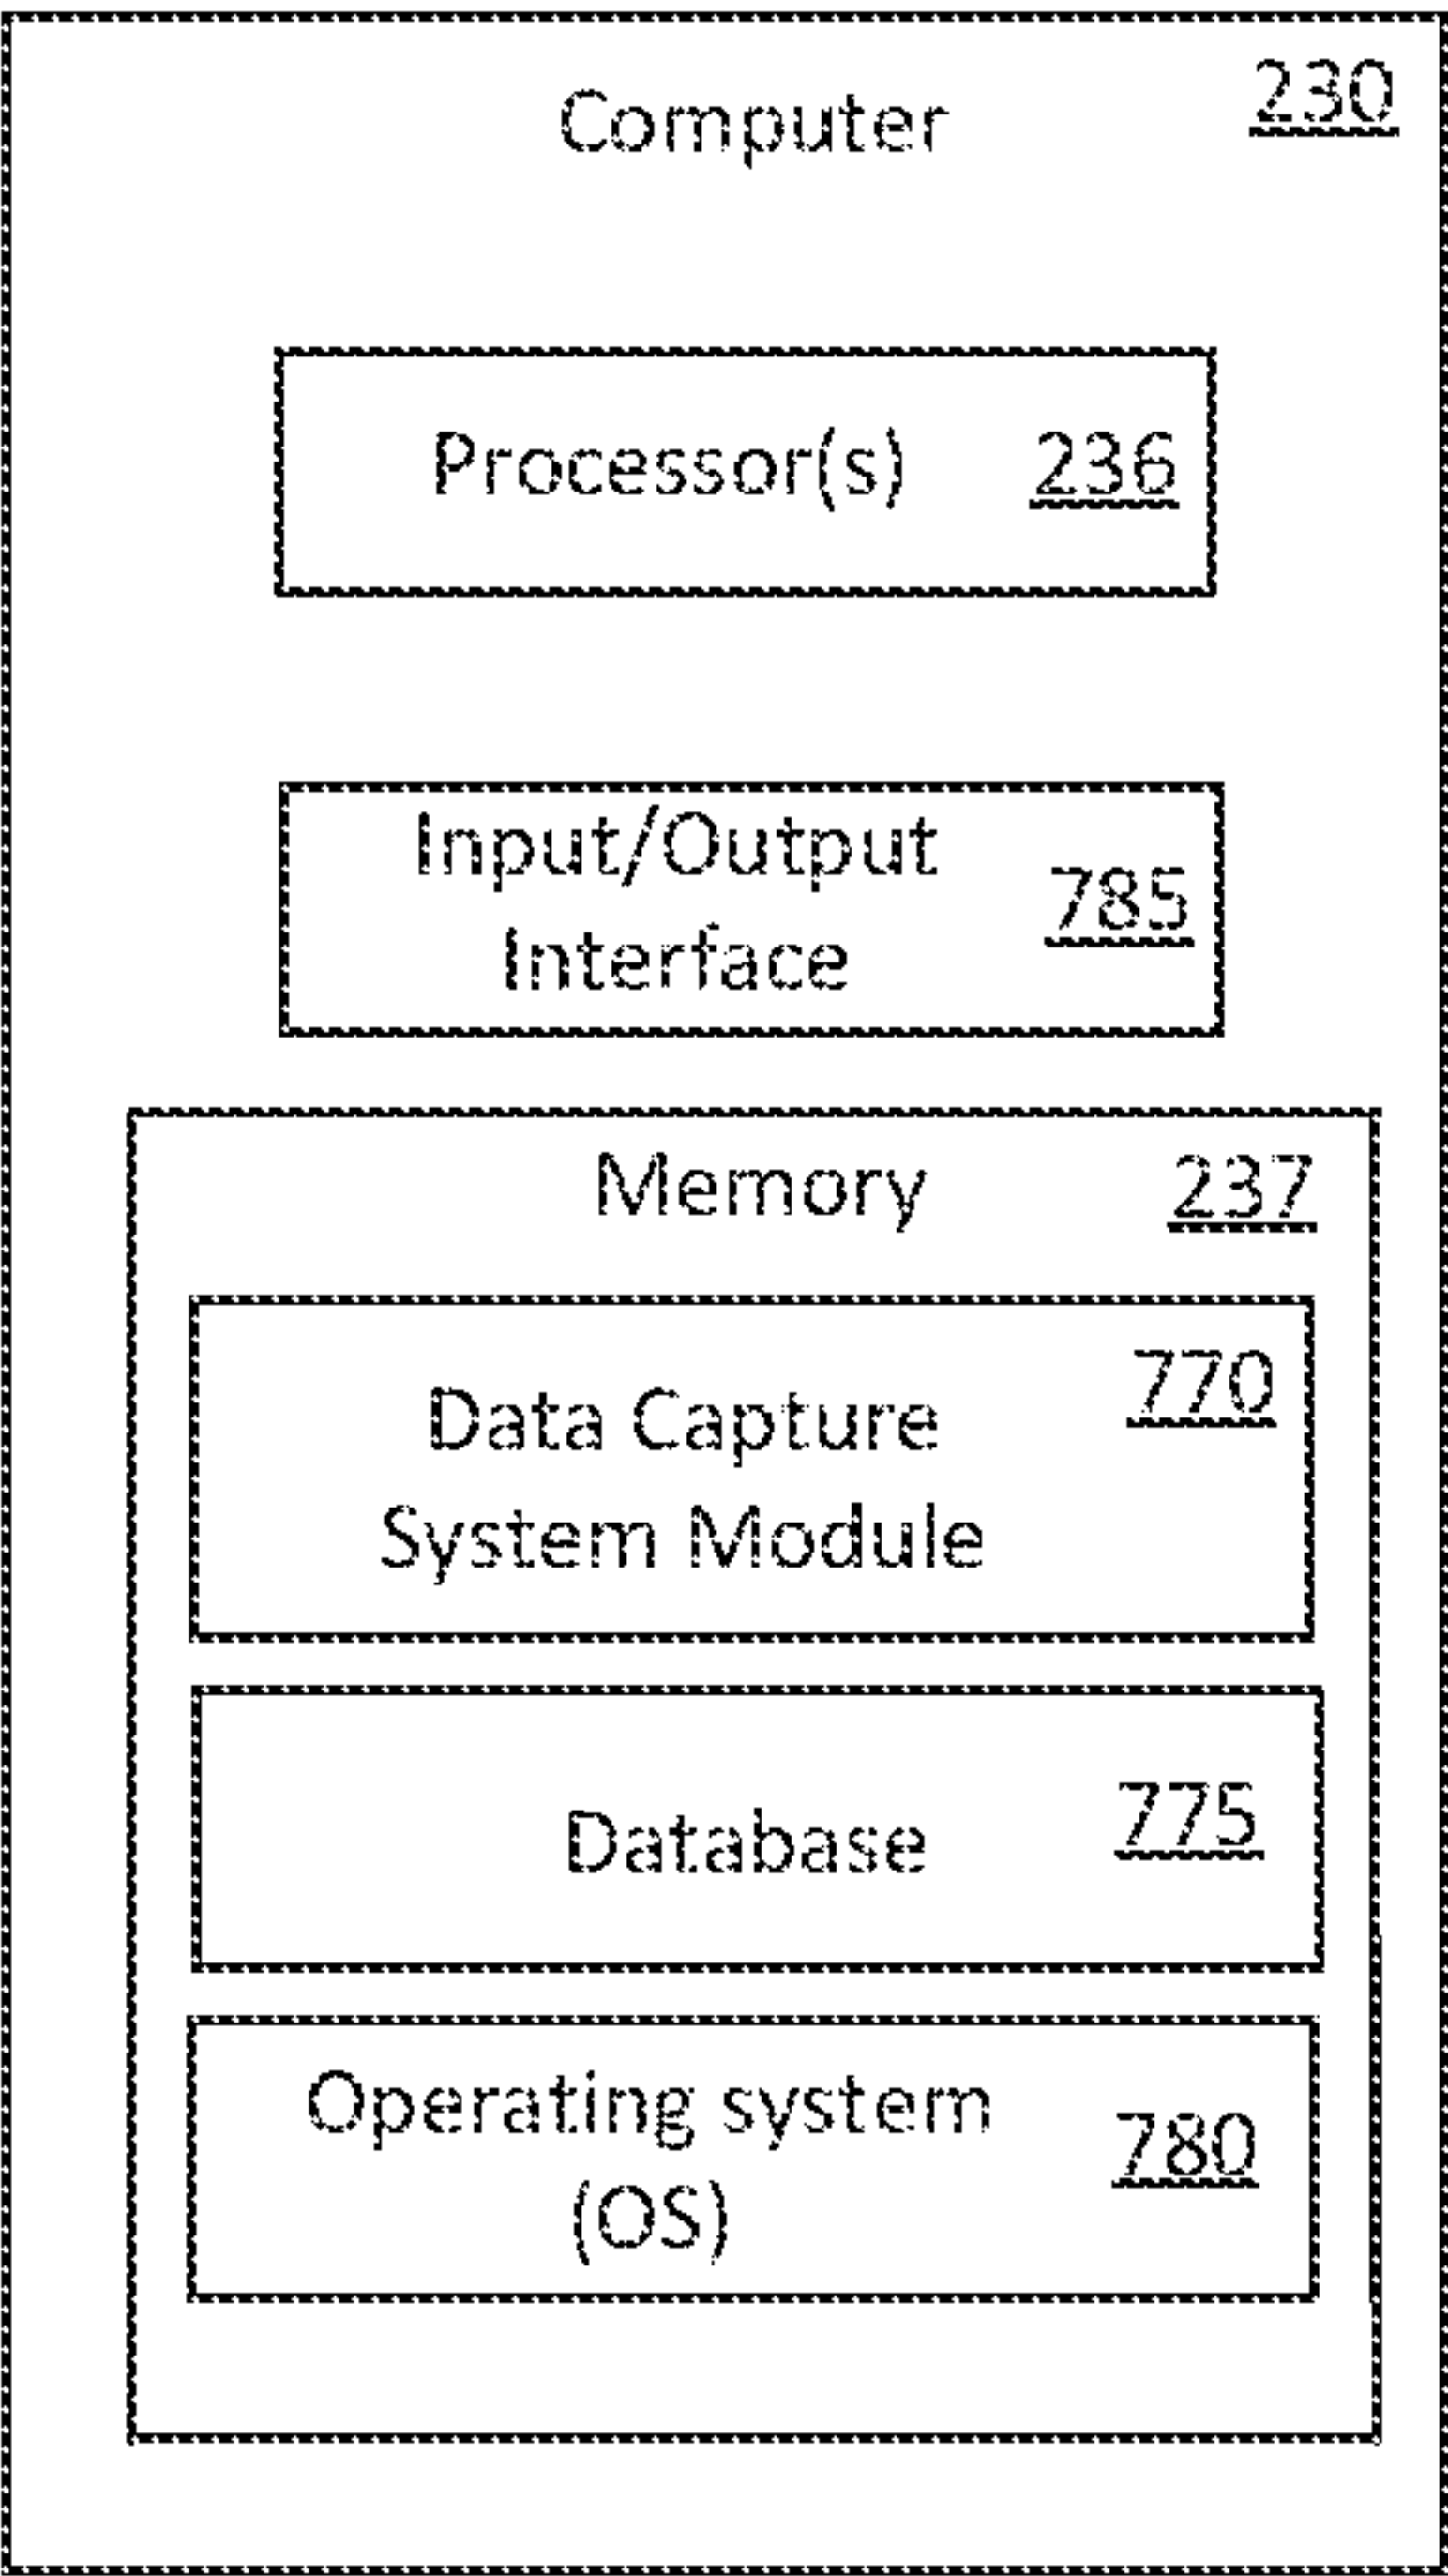 Computer 230
Processor(s) 236
Input/Output
Interface 785
Memory 237
Data Capture 770
System Module
Database 775
Operating system
(OS) 780